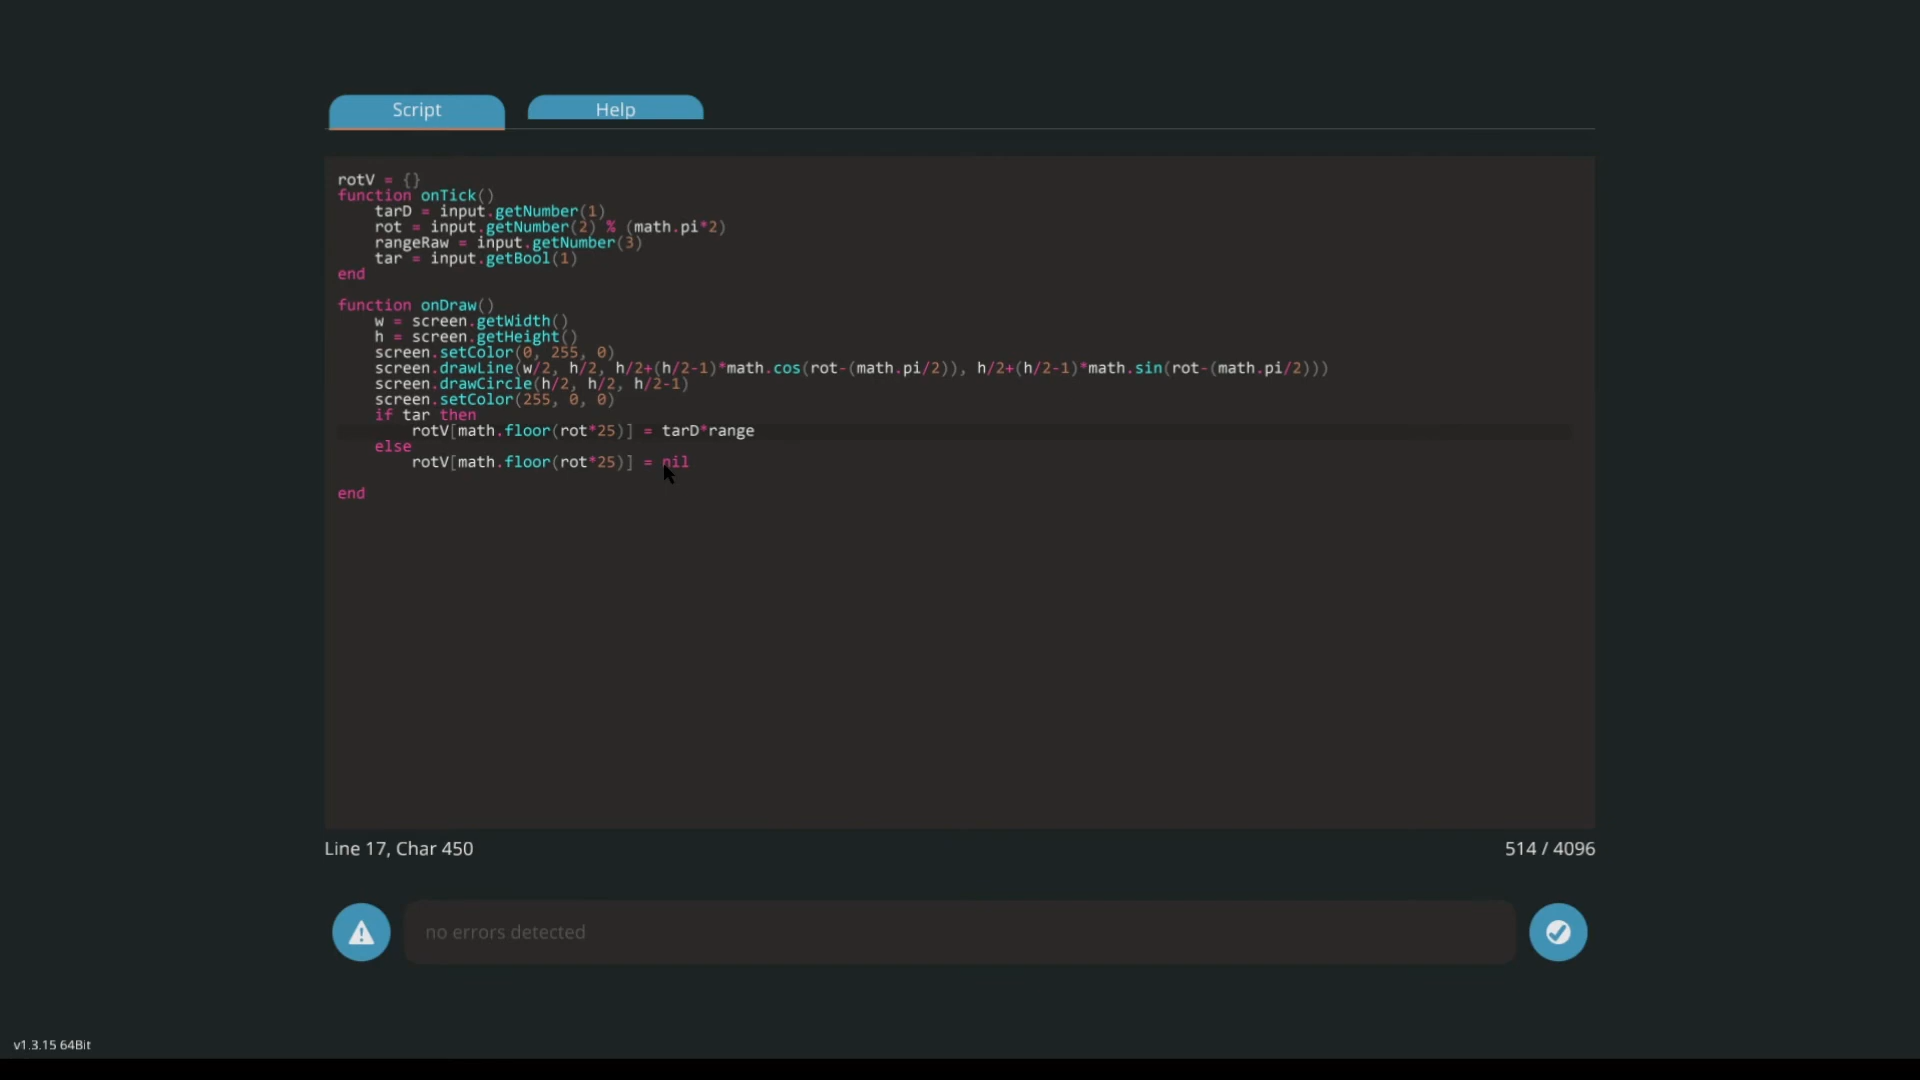 Script
Help
rotV = {}
function onTick()
    tarD = input.getNumber(1)
    rot = input.getNumber(2) % (math.pi*2)
    rangeRaw = input.getNumber(3)
    tar = input.getBool(1)
end
function onDraw()
    w = screen.getWidth()
    h = screen.getHeight()
    screen.setColor(0, 255, 0)
    screen.drawLine(w/2, h/2, h/2+(h/2-1)*math.cos(rot-(math.pi/2)), h/2+(h/2-1)*math.sin(rot-(math.pi/2)))
    screen.drawCircle(h/2, h/2, h/2-1)
    screen.setColor(255, 0, 0)
    if tar then
        rotV[math.floor(rot*25)] = tarD*range
    else
        rotV[math.floor(rot*25)] = nil
end
Line 17, Char 450
514 / 4096
no errors detected
v1.3.15 64Bit